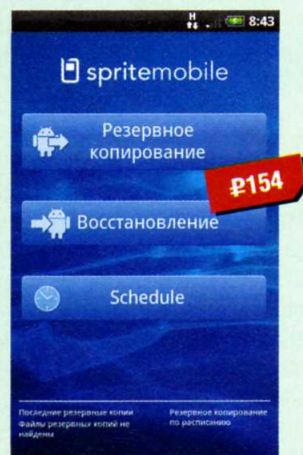 H
8:43
spritemobile
Резервное
копирование
₽154
Восстановление
Schedule
Последние резервные копии
Файлы резервных копий не
найдены
Резервное копирование
по расписанию